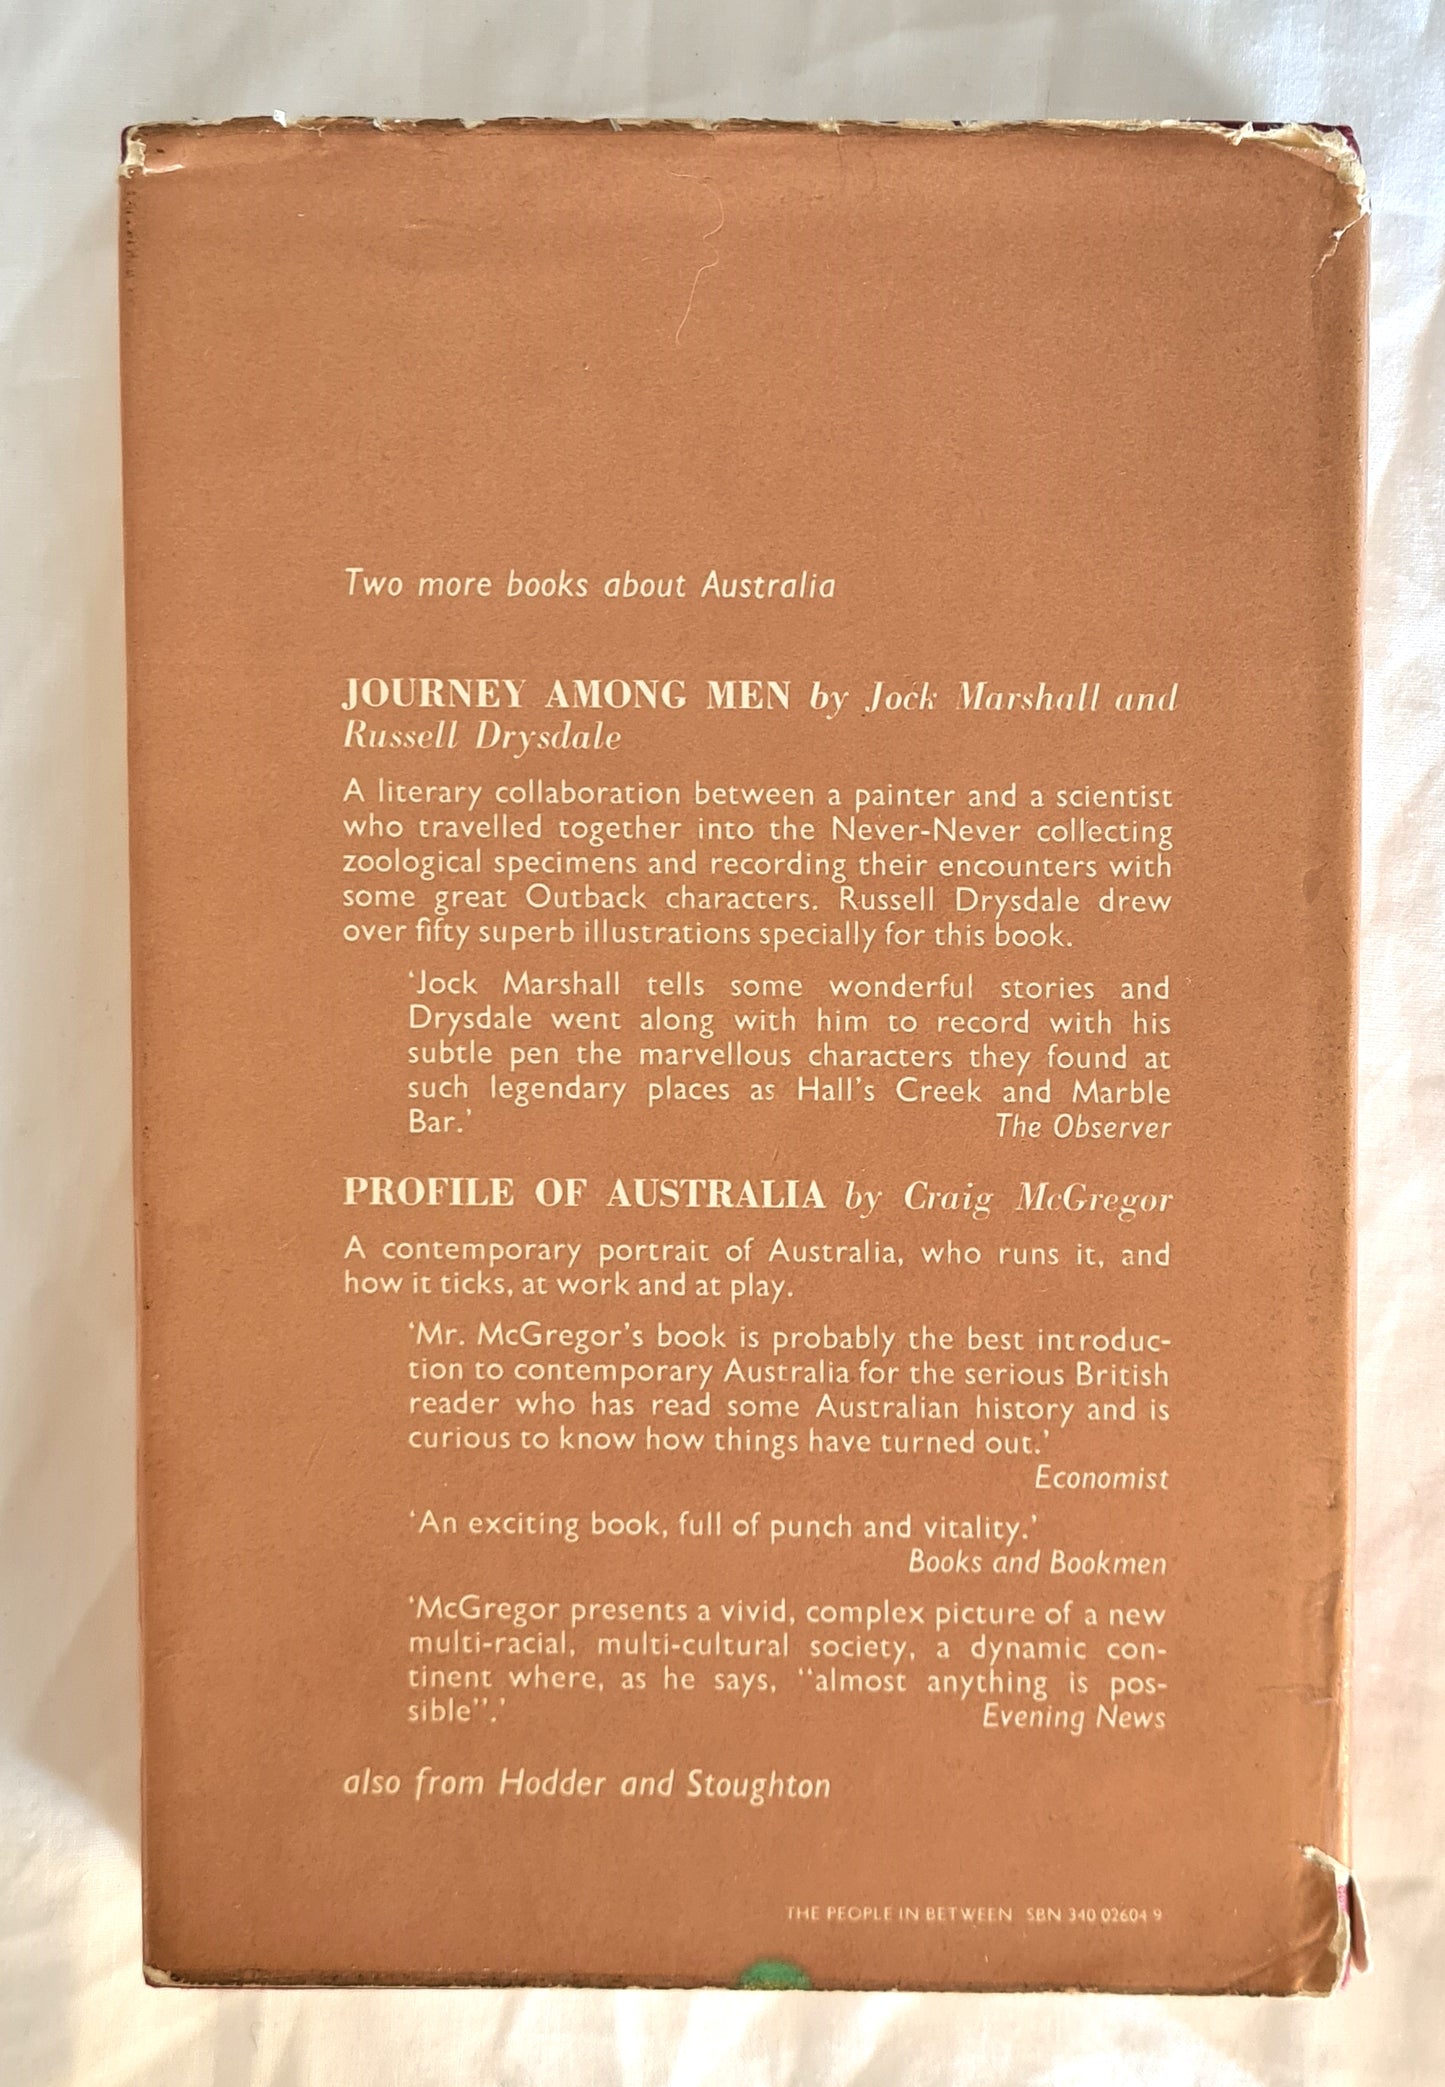 Two more books about Australia
JOURNEY AMONG MEN by Jock Marshall and
Russell Drysdale
A literary collaboration between a painter and a scientist
who travelled together into the Never-Never collecting
zoological specimens and recording their encounters with
some great Outback characters. Russell Drysdale drew
over fifty superb illustrations specially for this book.
‘Jock Marshall tells some wonderful stories and
Drysdale went along with him to record with his
subtle pen the marvellous characters they found at
such legendary places as Hall’s Creek and Marble
Bar.’ The Observer
PROFILE OF AUSTRALIA by Craig McGregor
A contemporary portrait of Australia, who runs it, and
how it ticks, at work and at play.
‘Mr. McGregor’s book is probably the best introduc-
tion to contemporary Australia for the serious British
reader who has read some Australian history and is
curious to know how things have turned out.’
Economist
‘An exciting book, full of punch and vitality.’
Books and Bookmen
‘McGregor presents a vivid, complex picture of a new
multi-racial, multi-cultural society, a dynamic con-
tinent where, as he says, “almost anything is pos-
sible”.’ Evening News
also from Hodder and Stoughton
THE PEOPLE IN BETWEEN SBN 340 02604 9